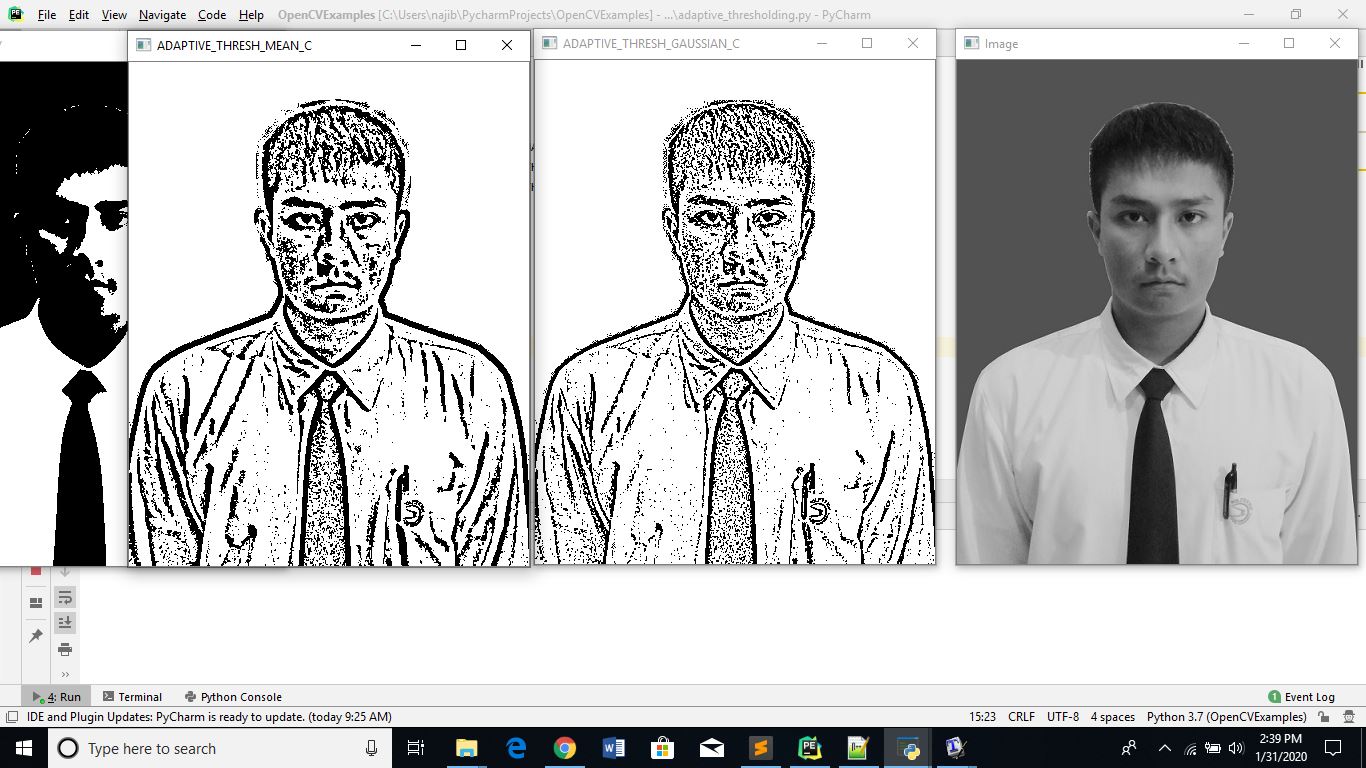 File Edit View Navigate Code Help OpenCVExamples [C:\Users\najib\PycharmProjects\OpenCVExamples] - ...\adaptive_thresholding.py - PyCharm
ADAPTIVE_THRESH_MEAN_C
ADAPTIVE_THRESH_GAUSSIAN_C
Image
4: Run Terminal Python Console 1 Event Log
IDE and Plugin Updates: PyCharm is ready to update. (today 9:25 AM) 15:23 CRLF UTF-8 4 spaces Python 3.7 (OpenCVExamples)
Type here to search
2:39 PM
1/31/2020